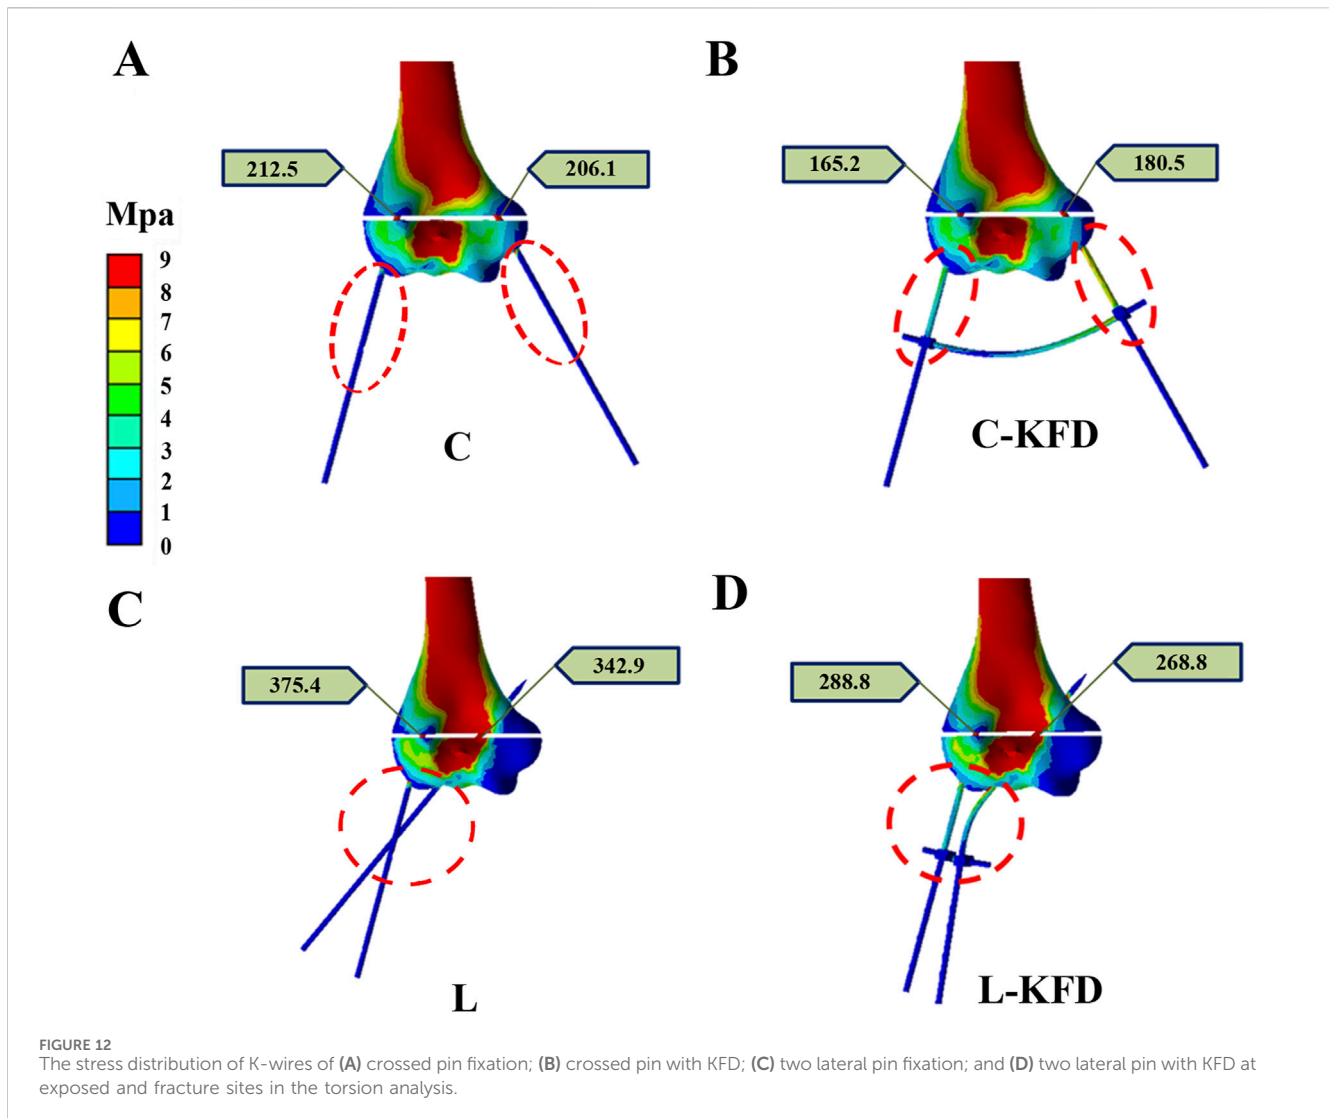 A
B
212.5
206.1
165.2
180.5
Mpa
9
8
7
6
5
4
3
2
1
0
C
C-KFD
C
D
375.4
342.9
288.8
268.8
L
L-KFD
FIGURE 12
The stress distribution of K-wires of (A) crossed pin fixation; (B) crossed pin with KFD; (C) two lateral pin fixation; and (D) two lateral pin with KFD at
exposed and fracture sites in the torsion analysis.